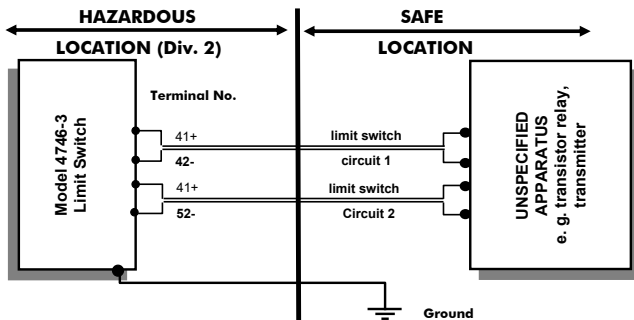 HAZARDOUS
LOCATION (Div. 2)
SAFE
LOCATION
Terminal No.
Model 4746-3
Limit Switch
41+
42-
41+
52-
limit switch
circuit 1
limit switch
Circuit 2
UNSPECIFIED
APPARATUS
e. g. transistor relay,
transmitter
Ground